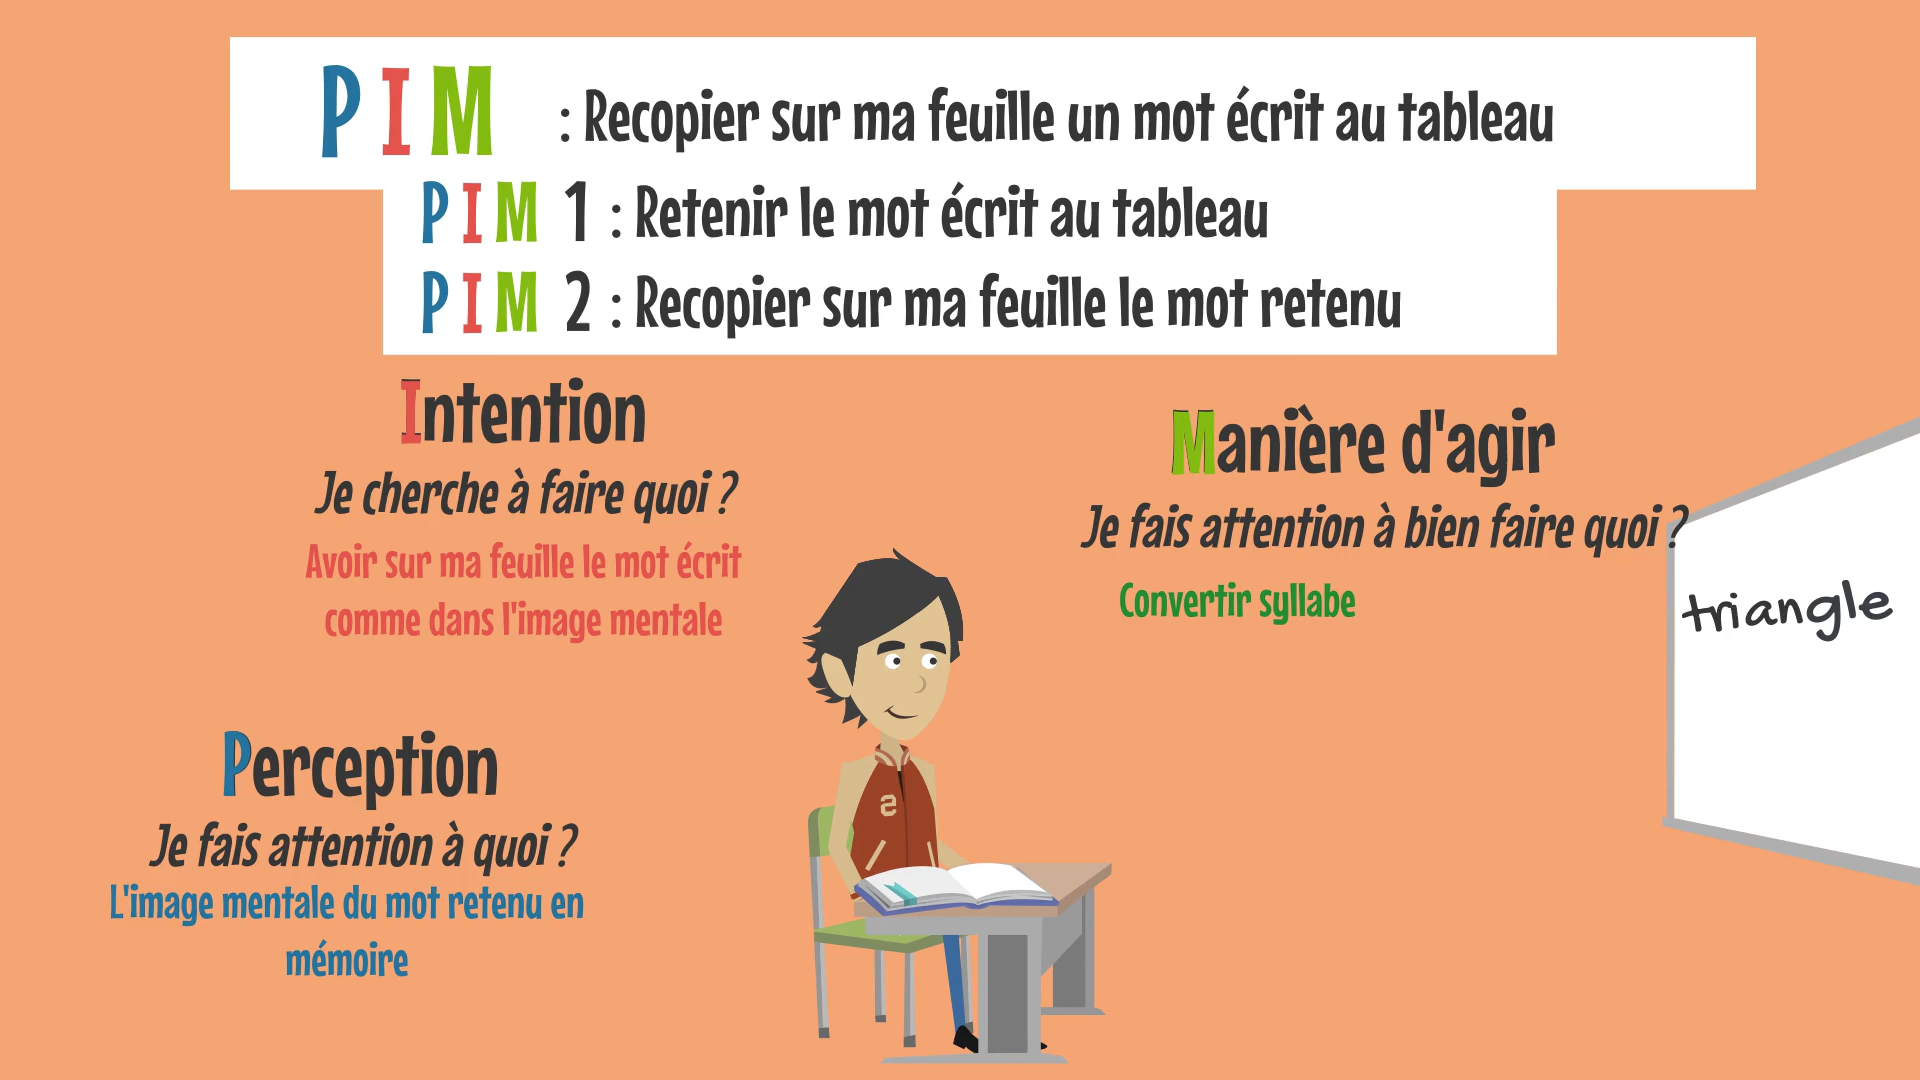 PIM : Recopier sur ma feuille un mot écrit au tableau
PIM 1 : Retenir le mot écrit au tableau
PIM 2 : Recopier sur ma feuille le mot retenu
Intention
Je cherche à faire quoi ?
Avoir sur ma feuille le mot écrit
comme dans l'image mentale
Manière d'agir
Je fais attention à bien faire quoi ?
Convertir syllabe
triangle
Perception
Je fais attention à quoi ?
L'image mentale du mot retenu en
mémoire